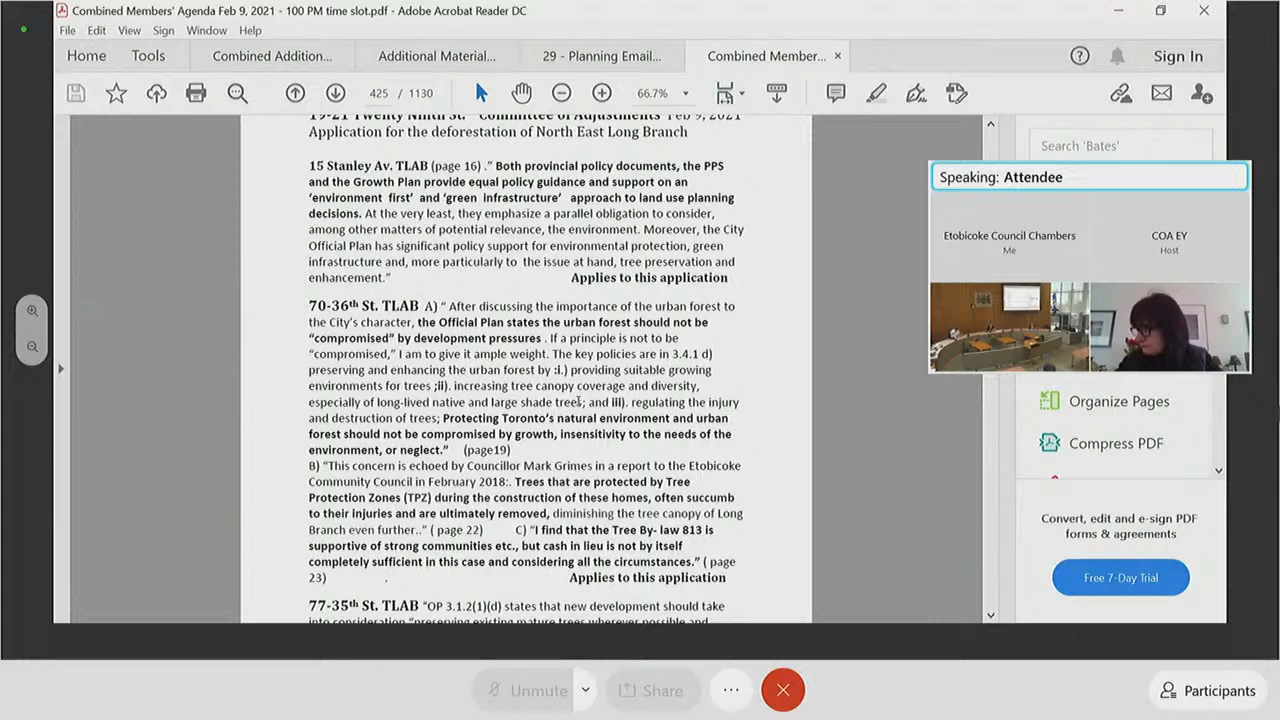 Combined Members' Agenda Feb 9, 2021 - 100 PM time slot.pdf - Adobe Acrobat Reader DC
File Edit View Sign Window Help
Home Tools Combined Addition... Additional Material... 29 - Planning Email... Combined Member... × Sign In
425 / 1130 66.7%
19-21 Twenty Ninth St. Committee of Adjustments Feb 9, 2021
Application for the deforestation of North East Long Branch
15 Stanley Av. TLAB (page 16) ." Both provincial policy documents, the PPS
and the Growth Plan provide equal policy guidance and support on an
'environment first' and 'green infrastructure' approach to land use planning
decisions. At the very least, they emphasize a parallel obligation to consider,
among other matters of potential relevance, the environment. Moreover, the City
Official Plan has significant policy support for environmental protection, green
infrastructure and, more particularly to the issue at hand, tree preservation and
enhancement." Applies to this application
70-36th St. TLAB A) " After discussing the importance of the urban forest to
the City's character, the Official Plan states the urban forest should not be
"compromised" by development pressures . If a principle is not to be
"compromised," I am to give it ample weight. The key policies are in 3.4.1 d)
preserving and enhancing the urban forest by :i.) providing suitable growing
environments for trees ;ii). increasing tree canopy coverage and diversity,
especially of long-lived native and large shade trees; and iii). regulating the injury
and destruction of trees; Protecting Toronto's natural environment and urban
forest should not be compromised by growth, insensitivity to the needs of the
environment, or neglect." (page19)
B) "This concern is echoed by Councillor Mark Grimes in a report to the Etobicoke
Community Council in February 2018:. Trees that are protected by Tree
Protection Zones (TPZ) during the construction of these homes, often succumb
to their injuries and are ultimately removed, diminishing the tree canopy of Long
Branch even further.." ( page 22) C) "I find that the Tree By- law 813 is
supportive of strong communities etc., but cash in lieu is not by itself
completely sufficient in this case and considering all the circumstances." ( page
23) . Applies to this application
77-35th St. TLAB "OP 3.1.2(1)(d) states that new development should take
into consideration "preserving existing mature trees wherever possible and
Search 'Bates'
Speaking: Attendee
Etobicoke Council Chambers
Me
COA EY
Host
Organize Pages
Compress PDF
Convert, edit and e-sign PDF
forms & agreements
Free 7-Day Trial
Unmute Share ... Participants